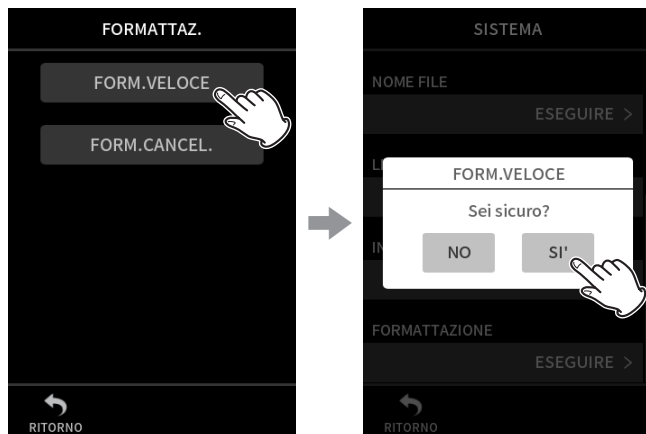 FORMATTAZ.
FORM.VELOCE
FORM.CANCEL.
RITORNO
SISTEMA
NOME FILE
ESEGUIRE >
FORM.VELOCE
Sei sicuro?
NO
SI'
FORMATTAZIONE
ESEGUIRE >
RITORNO